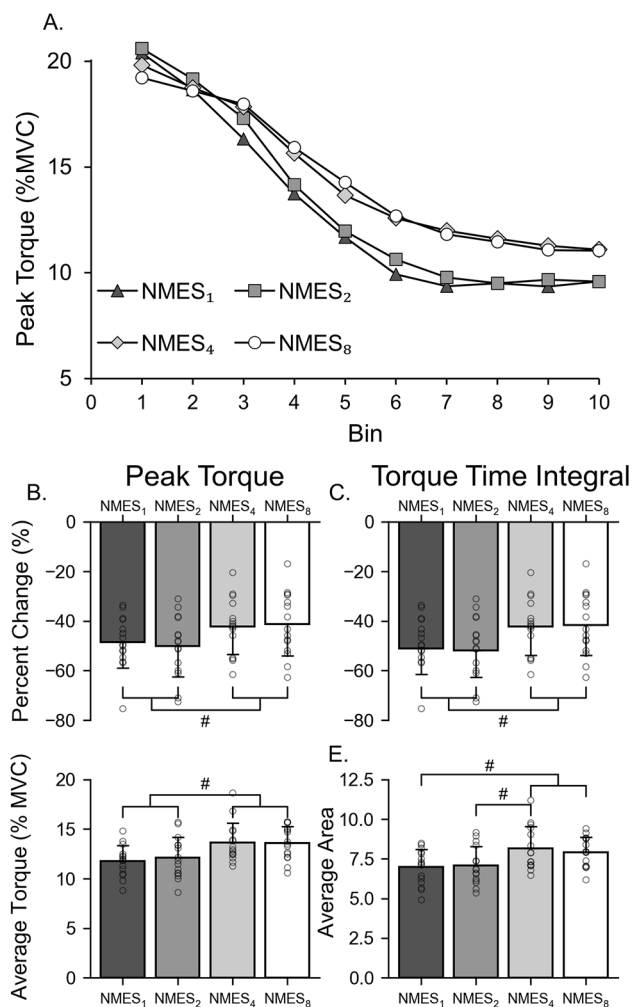 A.
Peak Torque (%MVC)
20
15
10
5
NMES₁ NMES₂
NMES₄ NMES₈
0 1 2 3 4 5 6 7 8 9 10
Bin
Peak Torque Torque Time Integral
B.
NMES₁ NMES₂ NMES₄ NMES₈
Percent Change (%)
0
−20
−40
−60
−80
#
C.
NMES₁ NMES₂ NMES₄ NMES₈
0
−20
−40
−60
−80
#
Average Torque (% MVC)
20
15
10
5
0
#
NMES₁ NMES₂ NMES₄ NMES₈
E.
Average Area
12.5
10.0
7.5
5.0
2.5
0.0
#
#
NMES₁ NMES₂ NMES₄ NMES₈